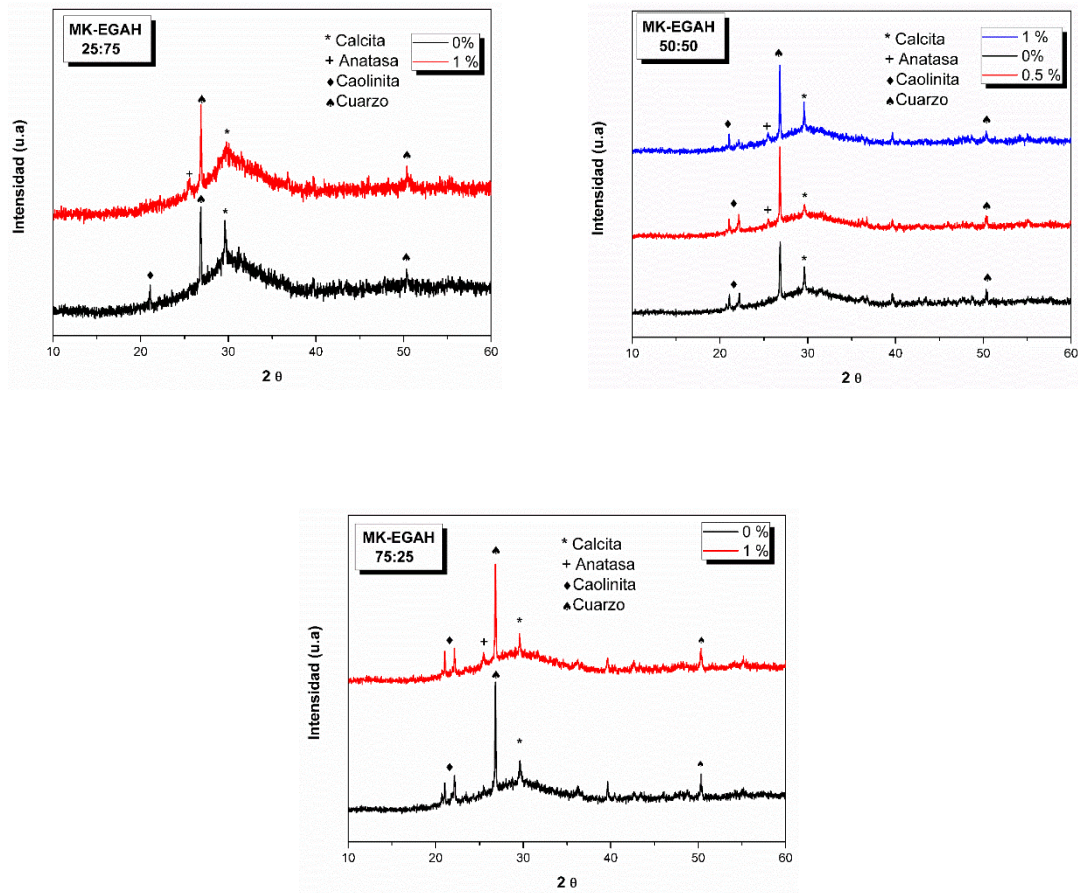 MK-EGAH
25:75
* Calcita
+ Anatasa
♦ Caolinita
♠ Cuarzo
0%
1 %
♠
*
+
♠
♠
*
♦
♠
Intensidad (u.a)
10 20 30 40 50 60
2 θ
MK-EGAH
50:50
* Calcita
+ Anatasa
♦ Caolinita
♠ Cuarzo
1 %
0%
0.5 %
♠
*
♦
+
♠
♦
+
*
♠
♦
*
♠
Intensidad (u.a)
10 20 30 40 50 60
2 θ
MK-EGAH
75:25
* Calcita
+ Anatasa
♦ Caolinita
♠ Cuarzo
0 %
1 %
♠
♦
+
*
♠
♠
♦
*
♠
Intensidad (u.a)
10 20 30 40 50 60
2 θ